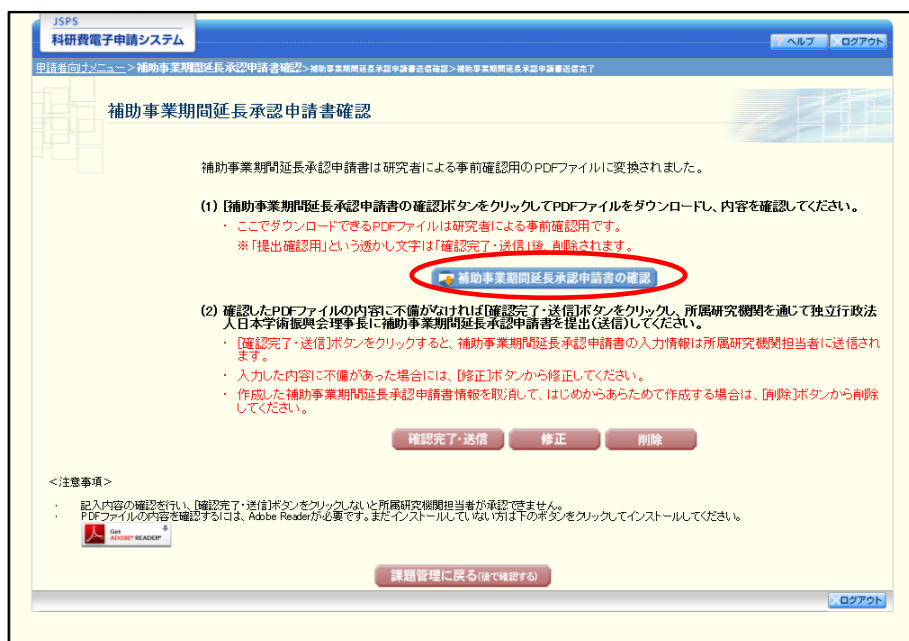 JSPS
科研費電子申請システム
ヘルプ
ログアウト
申請者向けメニュー>補助事業期間延長承認申請書確認>補助事業期間延長承認申請書送信確認>補助事業期間延長承認申請書送信完了
補助事業期間延長承認申請書確認
補助事業期間延長承認申請書は研究者による事前確認用のPDFファイルに変換されました。
(1) [補助事業期間延長承認申請書の確認]ボタンをクリックしてPDFファイルをダウンロードし、内容を確認してください。
・ ここでダウンロードできるPDFファイルは研究者による事前確認用です。
※「提出確認用」という透かし文字は「確認完了・送信」後、削除されます。
補助事業期間延長承認申請書の確認
(2) 確認したPDFファイルの内容に不備がなければ[確認完了・送信]ボタンをクリックし、所属研究機関を通じて独立行政法
人日本学術振興会理事長に補助事業期間延長承認申請書を提出(送信)してください。
・ [確認完了・送信]ボタンをクリックすると、補助事業期間延長承認申請書の入力情報は所属研究機関担当者に送信され
ます。
・ 入力した内容に不備があった場合には、[修正]ボタンから修正してください。
・ 作成した補助事業期間延長承認申請書情報を取消して、はじめからあらためて作成する場合は、[削除]ボタンから削除
してください。
確認完了・送信
修正
削除
<注意事項>
・ 記入内容の確認を行い、[確認完了・送信]ボタンをクリックしないと所属研究機関担当者が承認できません。
・ PDFファイルの内容を確認するには、Adobe Readerが必要です。まだインストールしていない方は下のボタンをクリックしてインストールしてください。
Get
ADOBE® READER®
課題管理に戻る(後で確認する)
ログアウト